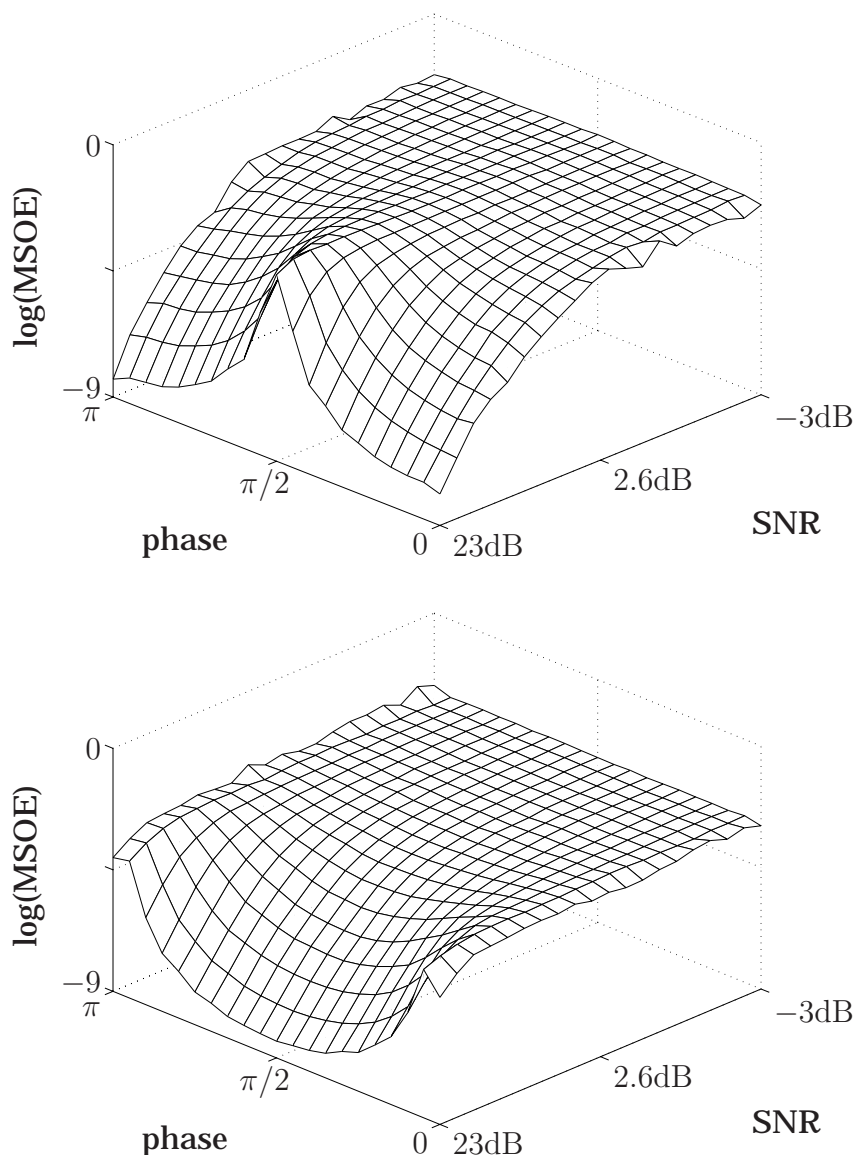 0
log(MSOE)
−9
π
−3dB
π/2
2.6dB
phase
SNR
0 23dB
0
log(MSOE)
−9
π
−3dB
π/2
2.6dB
phase
SNR
0 23dB